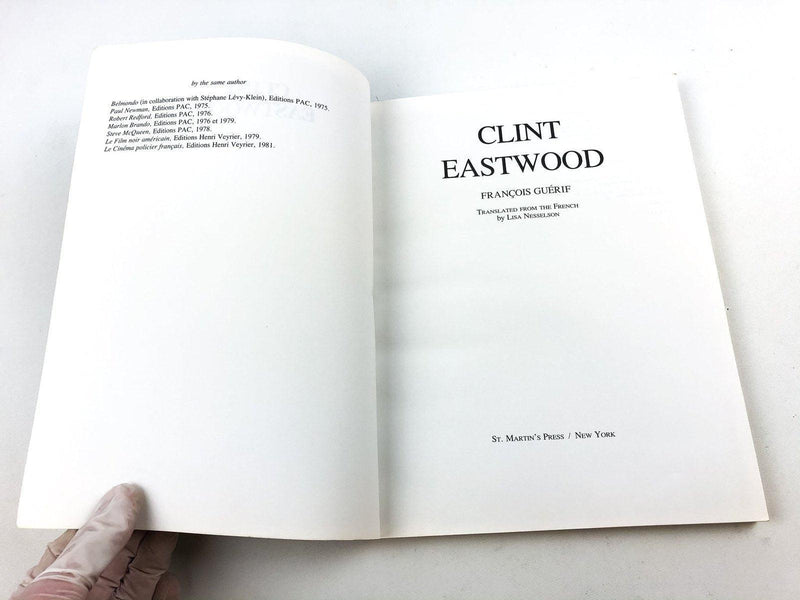 by the same author
Belmondo (in collaboration with Stéphane Lévy-Klein), Editions PAC, 1975.
Paul Newman, Editions PAC, 1975.
Robert Redford, Editions PAC, 1976.
Marlon Brando, Editions PAC, 1976 et 1979.
Steve McQueen, Editions PAC, 1978.
Le Film noir américain, Editions Henri Veyrier, 1979.
Le Cinéma policier français, Editions Henri Veyrier, 1981.
CLINT
EASTWOOD
FRANÇOIS GUÉRIF
TRANSLATED FROM THE FRENCH
by LISA NESSELSON
ST. MARTIN'S PRESS / NEW YORK